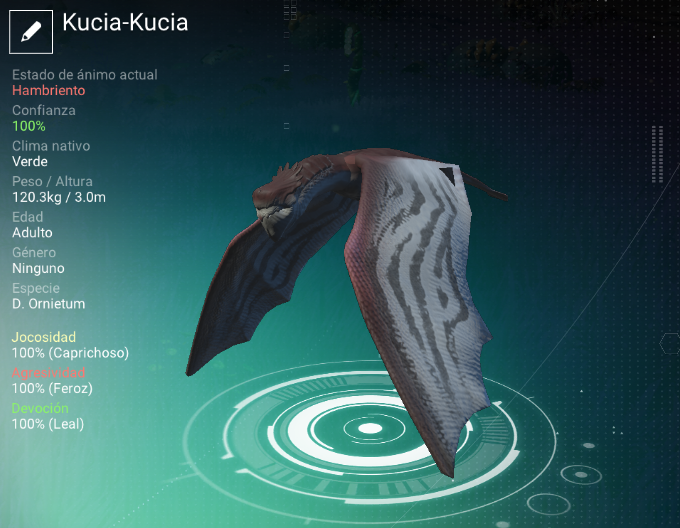 Kucia-Kucia
Estado de ánimo actual
Hambriento
Confianza
100%
Clima nativo
Verde
Peso / Altura
120.3kg / 3.0m
Edad
Adulto
Género
Ninguno
Especie
D. Ornietum
Jocosidad
100% (Caprichoso)
Agresividad
100% (Feroz)
Devoción
100% (Leal)